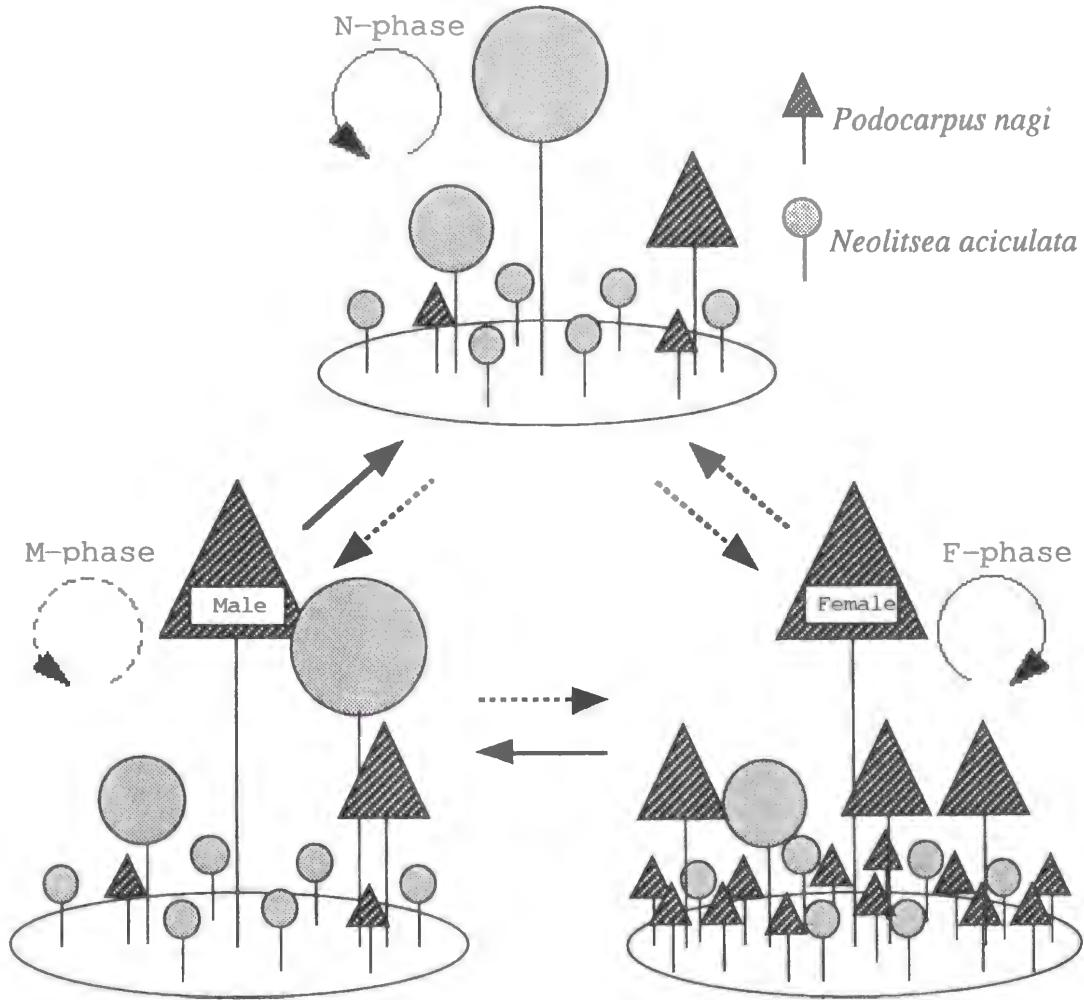 N-phase
Podocarpus nagi
Neolitsea aciculata
M-phase
Male
Female
F-phase